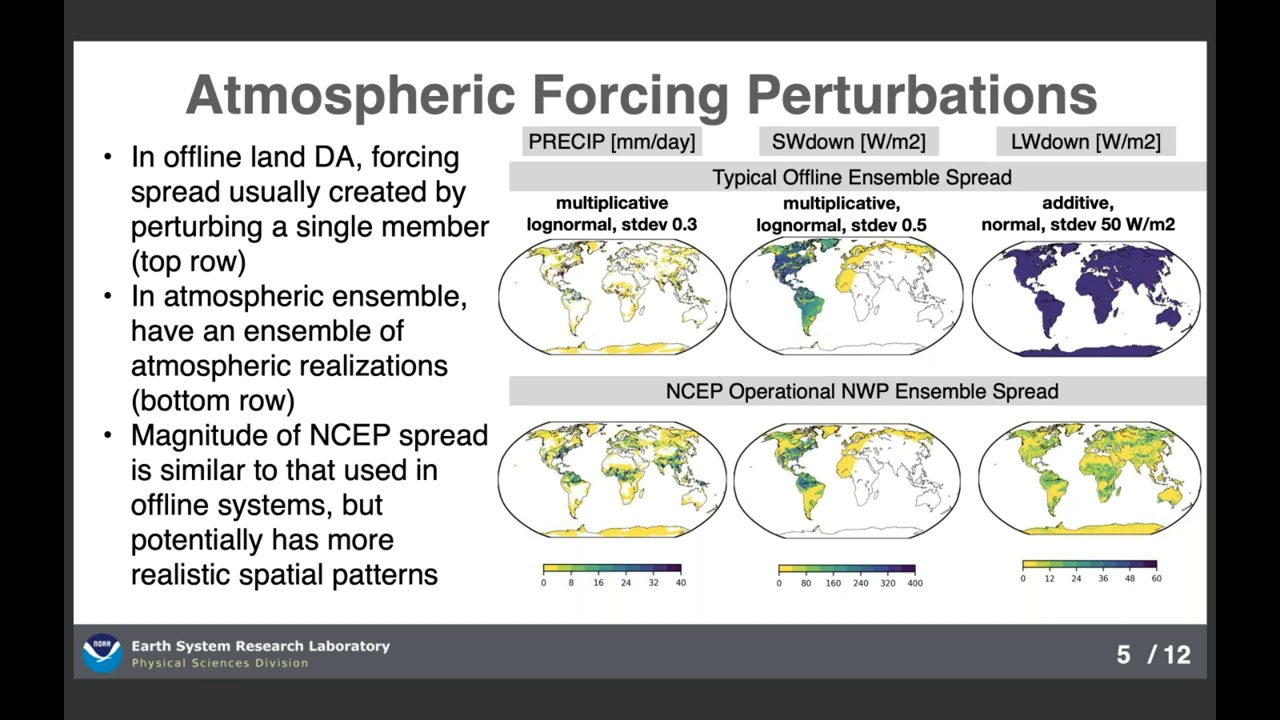 Atmospheric Forcing Perturbations
• In offline land DA, forcing
spread usually created by
perturbing a single member
(top row)
• In atmospheric ensemble,
have an ensemble of
atmospheric realizations
(bottom row)
• Magnitude of NCEP spread
is similar to that used in
offline systems, but
potentially has more
realistic spatial patterns
PRECIP [mm/day] SWdown [W/m2] LWdown [W/m2]
Typical Offline Ensemble Spread
multiplicative
lognormal, stdev 0.3
multiplicative,
lognormal, stdev 0.5
additive,
normal, stdev 50 W/m2
NCEP Operational NWP Ensemble Spread
0 8 16 24 32 40
0 80 160 240 320 400
0 12 24 36 48 60
NOAA
Earth System Research Laboratory
Physical Sciences Division
5 / 12